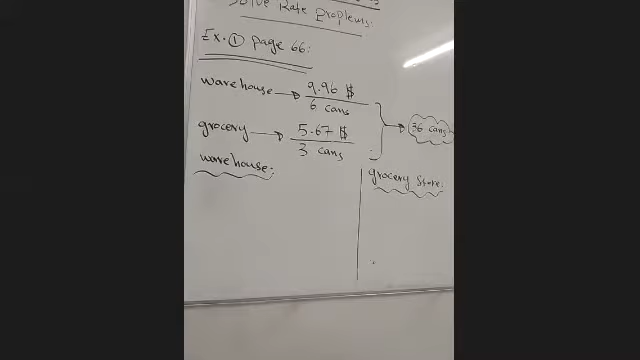 Solve Rate Problems:
Ex. ① page 66:
warehouse → 9.96 $ / 6 cans
grocery → 5.67 $ / 3 cans
→ 36 cans
warehouse:
grocery store: